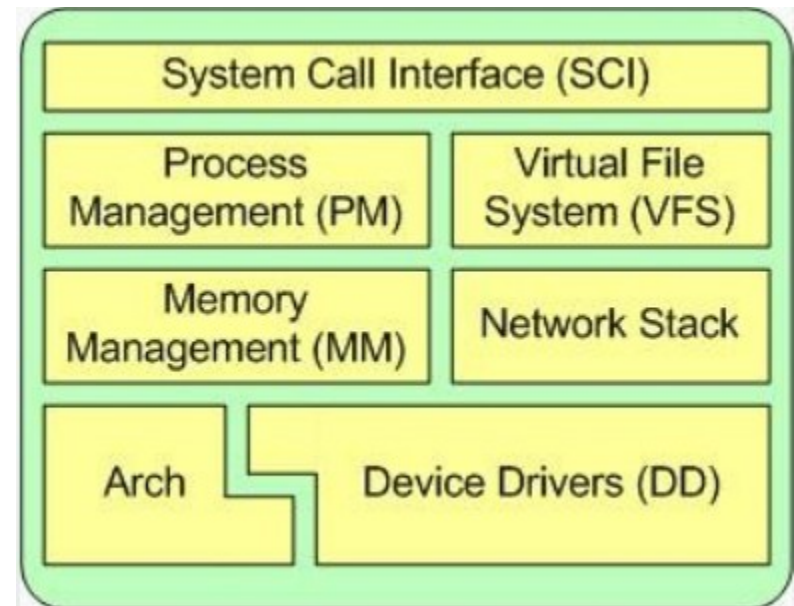 System Call Interface (SCI)
Process
Management (PM)
Virtual File
System (VFS)
Memory
Management (MM)
Network Stack
Arch
Device Drivers (DD)